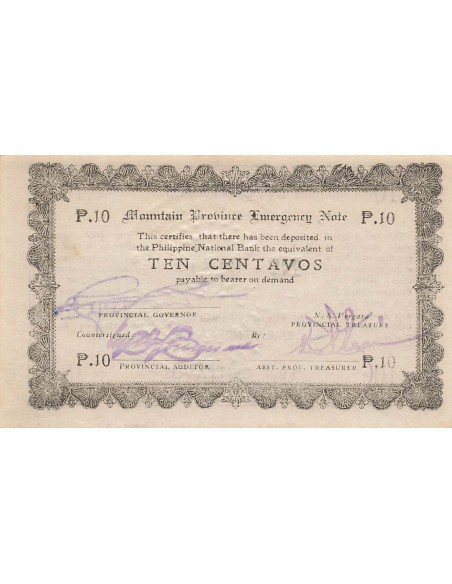 ₱.10 Mountain Province Emergency Note ₱.10
This certifies, that there has been deposited in
the Philippine National Bank the equivalent of
TEN CENTAVOS
payable to bearer on demand
PROVINCIAL GOVERNOR
N. S. Vergara
PROVINCIAL TREASURE
Countersigned By:
₱.10 ₱.10
PROVINCIAL AUDITOR ASST. PROV. TREASURER